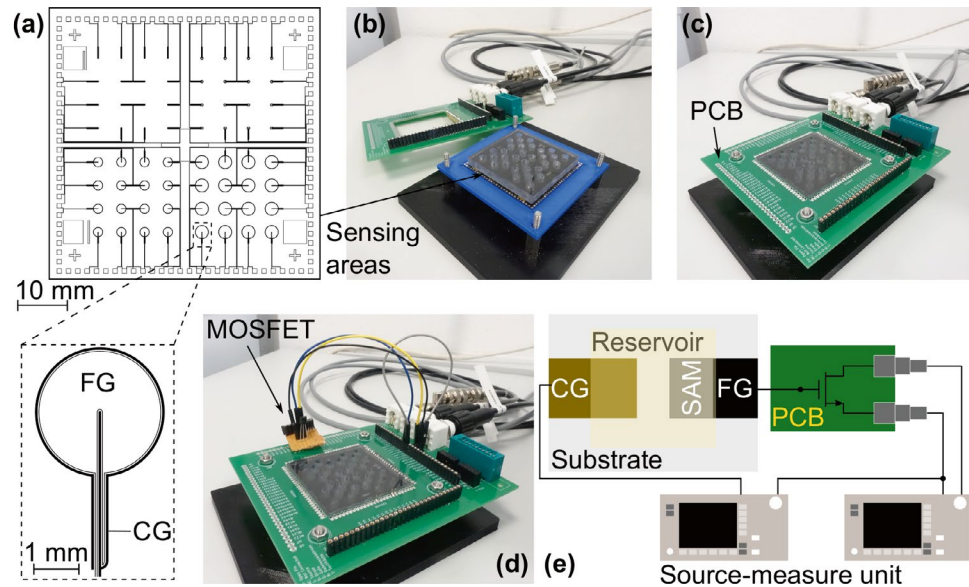 (a)
(b)
(c)
PCB
Sensing
areas
10 mm
FG
CG
1 mm
MOSFET
(d)
(e)
Reservoir
CG
SAM
FG
PCB
Substrate
Source-measure unit